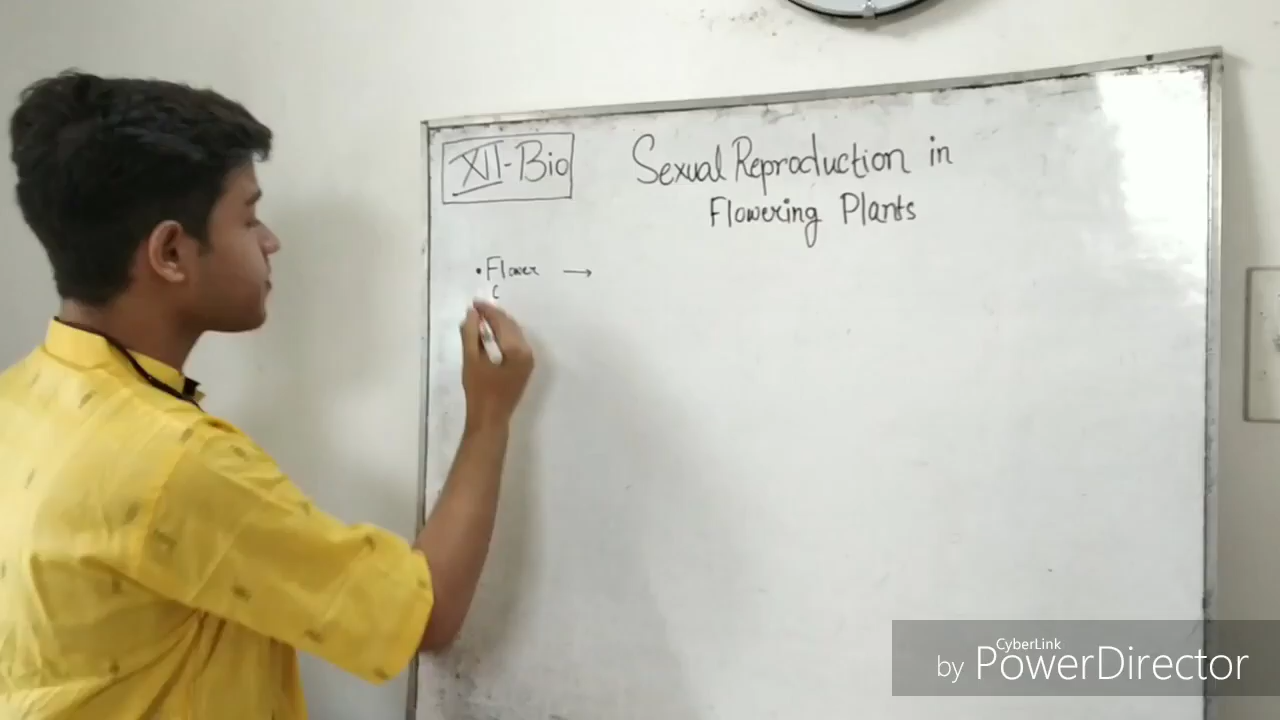 XII-Bio
Sexual Reproduction in
Flowering Plants
• Flower →
C
CyberLink
by PowerDirector